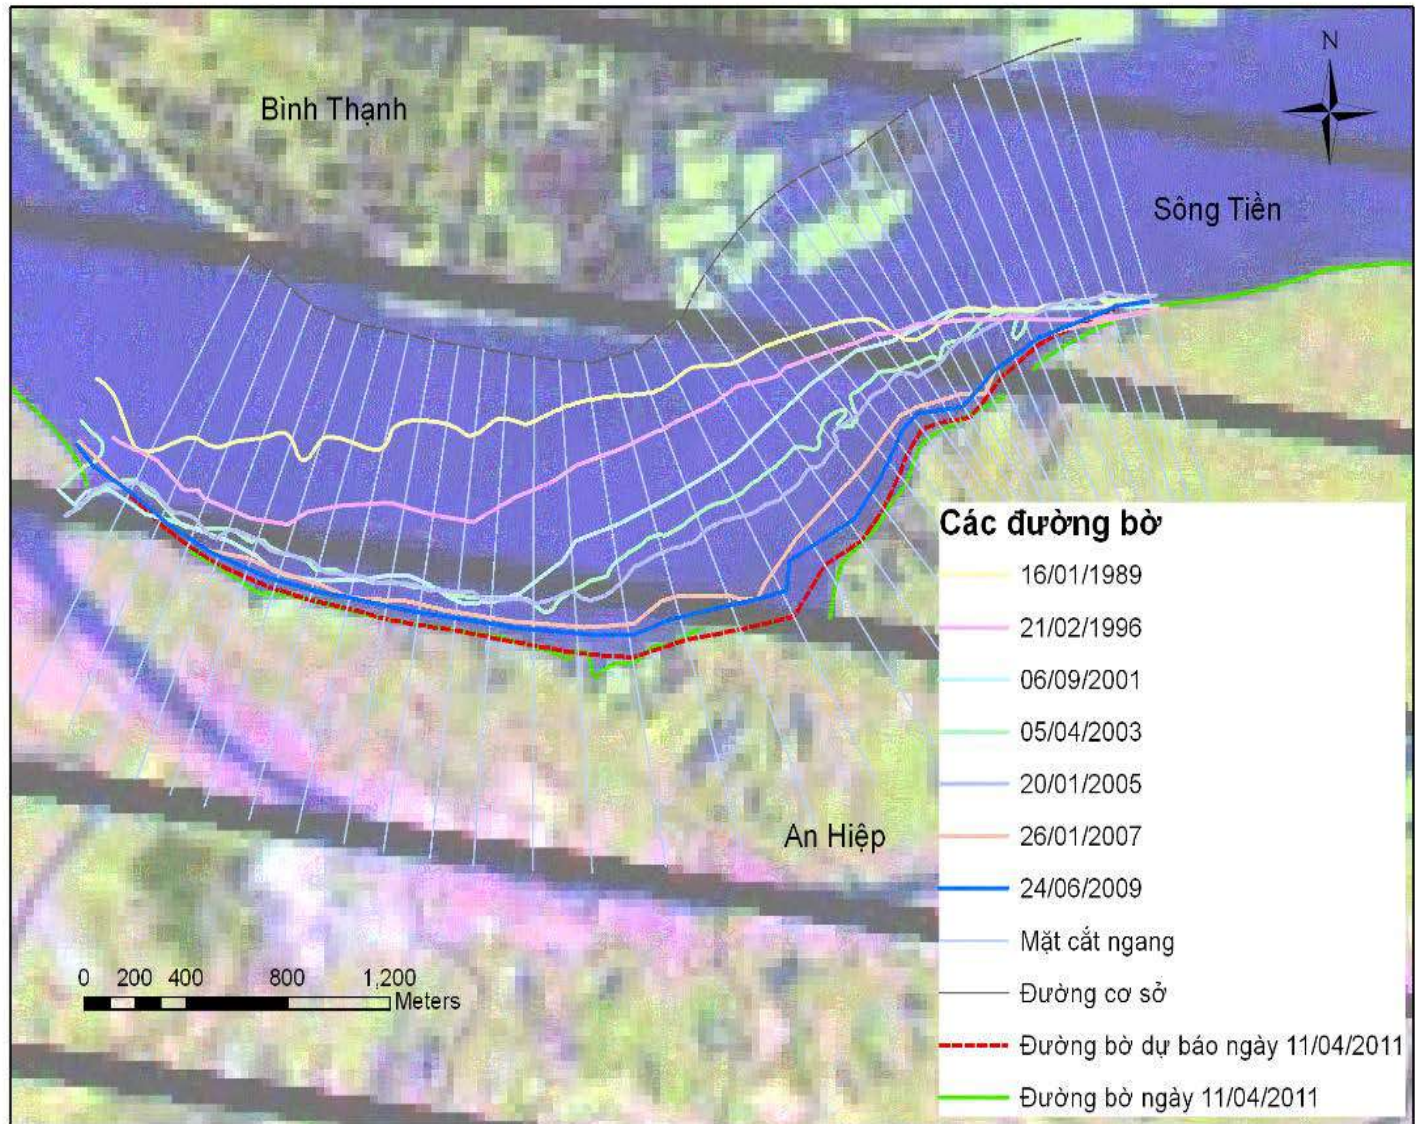 N
Bình Thạnh
Sông Tiền
Các đường bờ
16/01/1989
21/02/1996
06/09/2001
05/04/2003
20/01/2005
26/01/2007
24/06/2009
Mặt cắt ngang
Đường cơ sở
Đường bờ dự báo ngày 11/04/2011
Đường bờ ngày 11/04/2011
An Hiệp
0 200 400 800 1,200
Meters